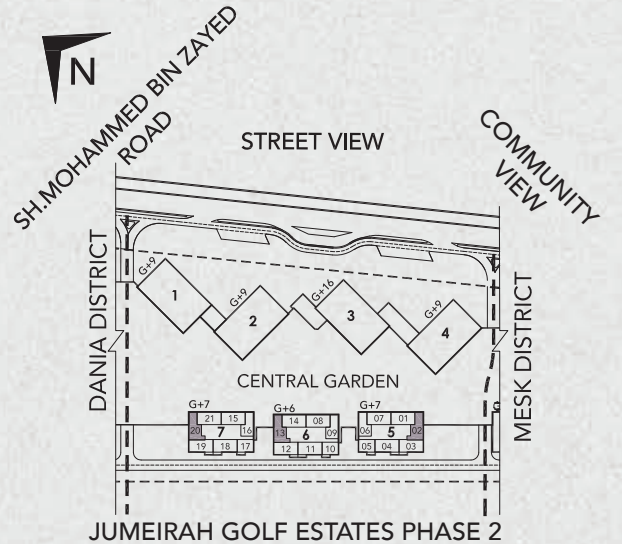 N
SH.MOHAMMED BIN ZAYED
ROAD
STREET VIEW
COMMUNITY
VIEW
DANIA DISTRICT
MESK DISTRICT
G+9
1
G+9
2
G+16
3
G+9
4
CENTRAL GARDEN
G+7
21 15
20 7 16
19 18 17
G+6
14 08
13 6 09
12 11 10
G+7
07 01
06 5 02
05 04 03
JUMEIRAH GOLF ESTATES PHASE 2